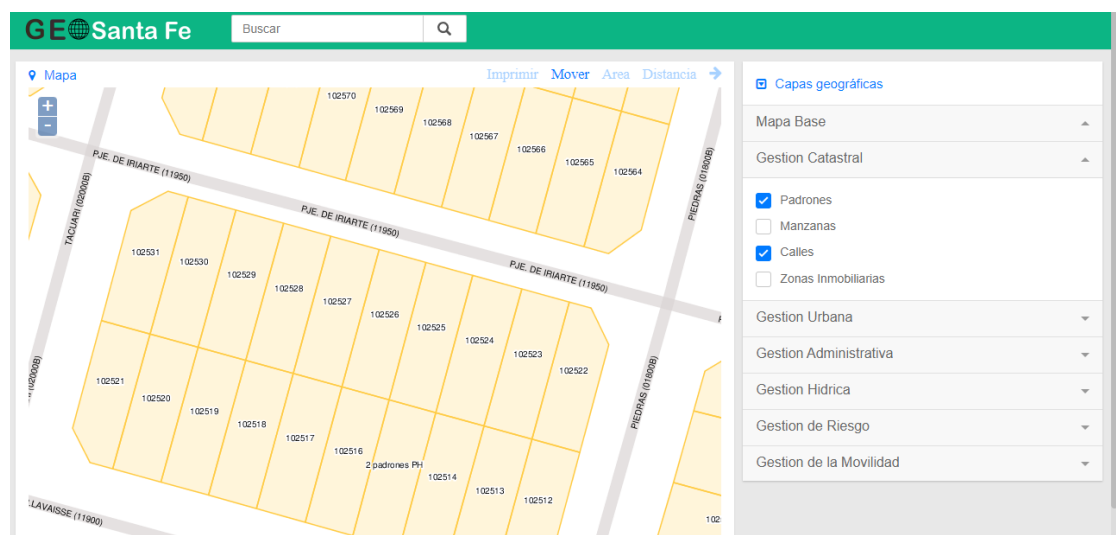 GEO Santa Fe
Buscar
Mapa
Imprimir Mover Area Distancia
+
-
102570
102569
102568
102567
102566
102565
102564
PJE. DE IRIARTE (11950)
PJE. DE IRIARTE (11950)
PJE. DE IRIARTE (11950)
TACUARI (02000B)
PIEDRAS (01800B)
102531
102530
102529
102528
102527
102526
102525
102524
102523
102522
102521
102520
102519
102518
102517
102516
2 padrones PH
102514
102513
102512
(02000B)
PIEDRAS (01800B)
LAVAISSE (11900)
102
Capas geográficas
Mapa Base
Gestion Catastral
Padrones
Manzanas
Calles
Zonas Inmobiliarias
Gestion Urbana
Gestion Administrativa
Gestion Hidrica
Gestion de Riesgo
Gestion de la Movilidad